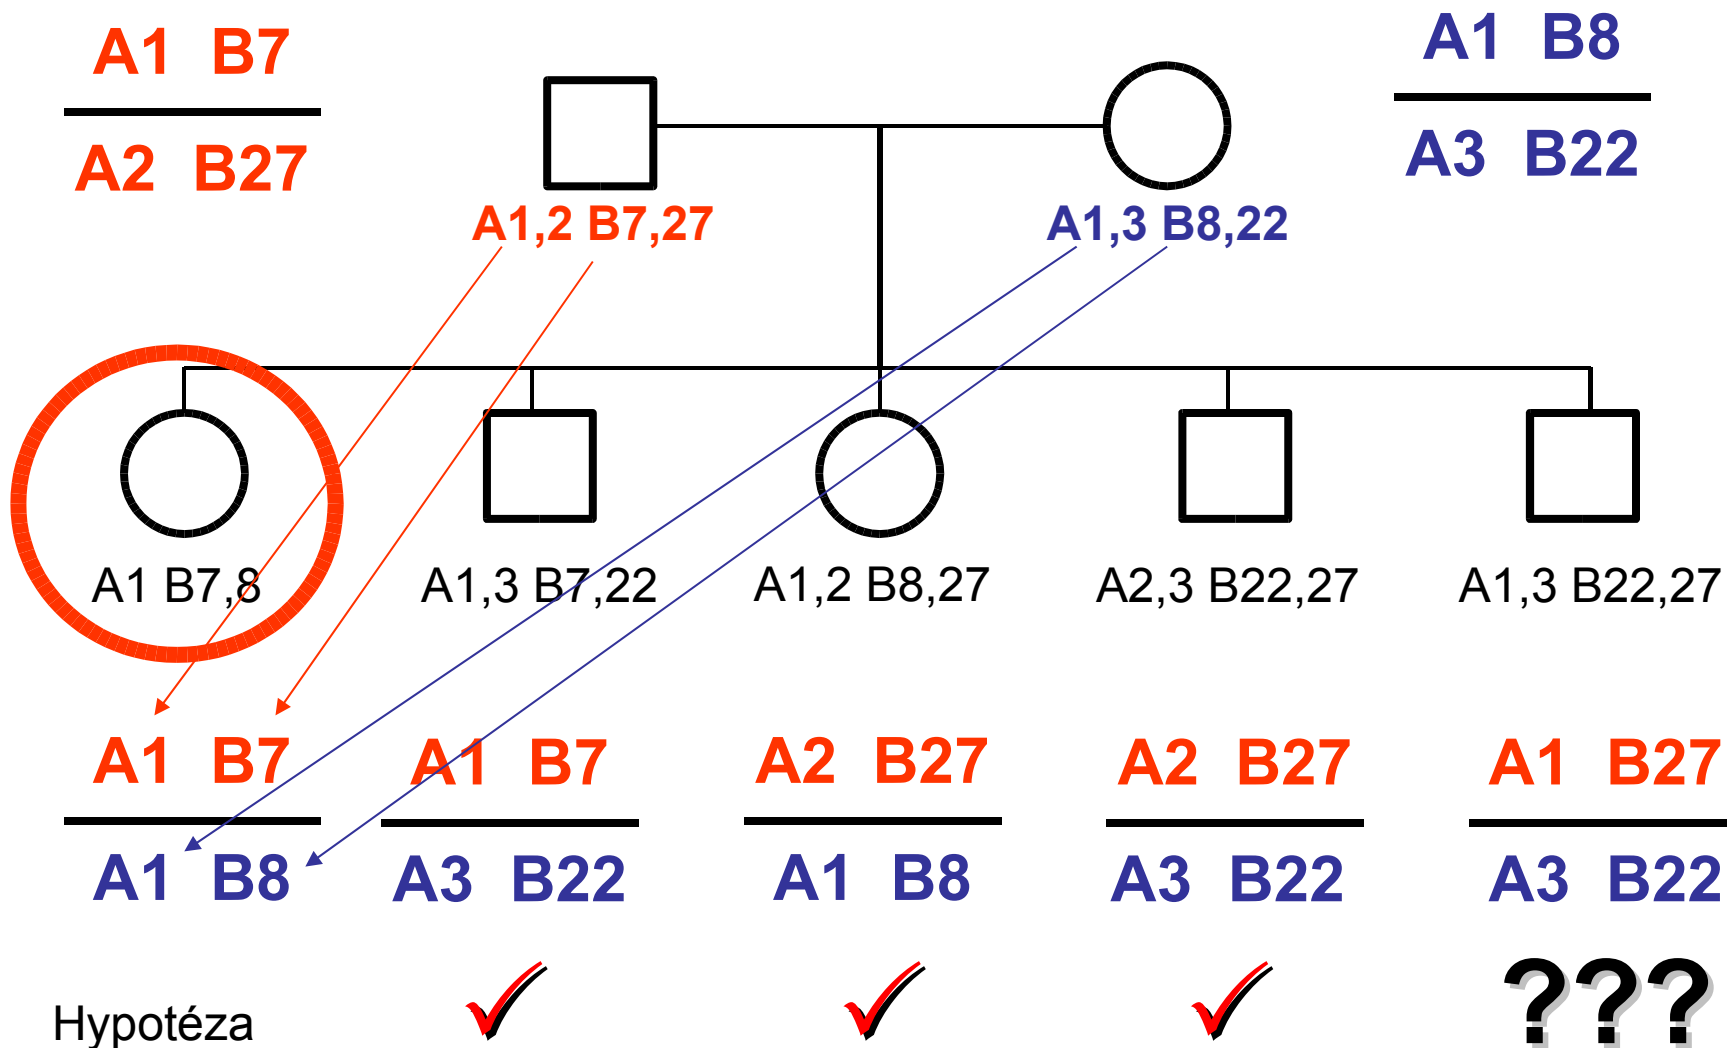 A1 B7
A2 B27
A1 B8
A3 B22
A1,2 B7,27
A1,3 B8,22
A1 B7,8
A1,3 B7,22
A1,2 B8,27
A2,3 B22,27
A1,3 B22,27
A1 B7
A1 B7
A2 B27
A2 B27
A1 B27
A1 B8
A3 B22
A1 B8
A3 B22
A3 B22
Hypotéza
???